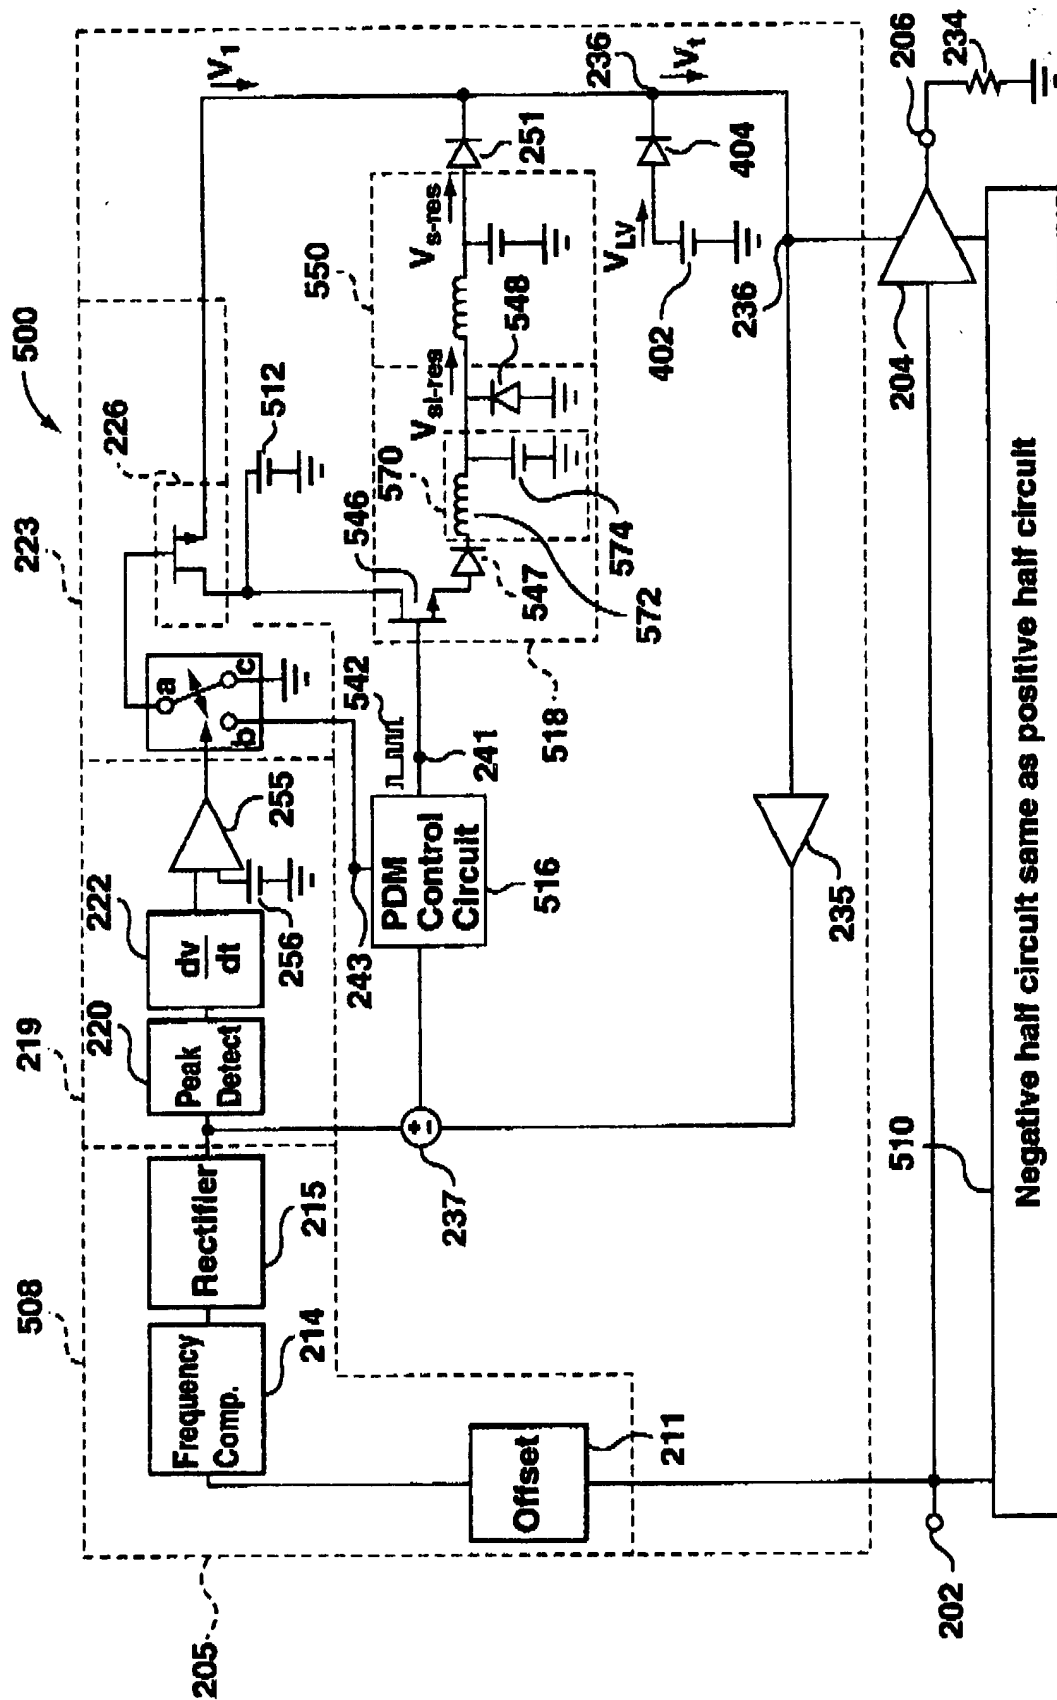 500
223
226
512
V1
219
222
220
dv
dt
Peak
Detect
255
256
a
b
c
508
Rectifier
215
Frequency
Comp.
214
205
Offset
211
237
243
PDM
Control
Circuit
516
542
241
518
546
547
570
572
574
Vsl-res
548
550
Vs-res
251
VLV
402
404
236
Vt
236
235
204
206
234
202
510
Negative half circuit same as positive half circuit